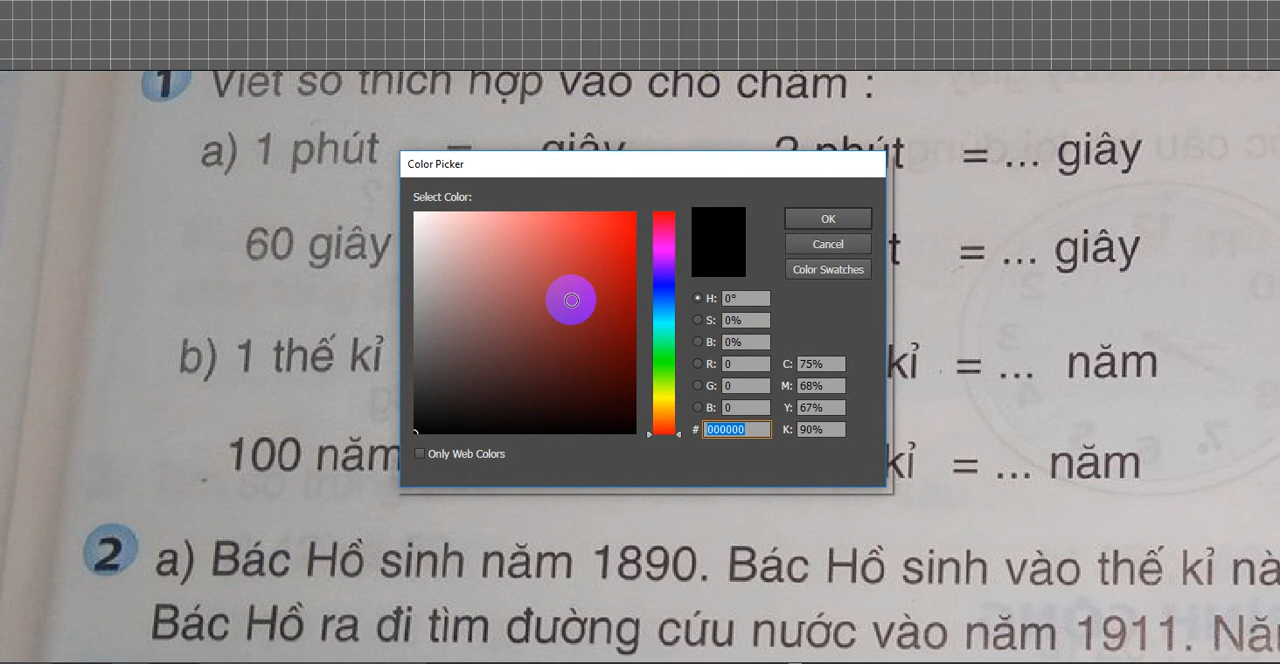 1 Viết số thích hợp vào chỗ chấm :
a) 1 phút = giây 2 phút = ... giây
60 giây t = ... giây
b) 1 thế kỉ kỉ = ... năm
100 năm kỉ = ... năm
2 a) Bác Hồ sinh năm 1890. Bác Hồ sinh vào thế kỉ nà
Bác Hồ ra đi tìm đường cứu nước vào năm 1911. Nă
Color Picker
Select Color:
OK
Cancel
Color Swatches
H: 0°
S: 0%
B: 0%
R: 0 C: 75%
G: 0 M: 68%
B: 0 Y: 67%
# 000000 K: 90%
Only Web Colors